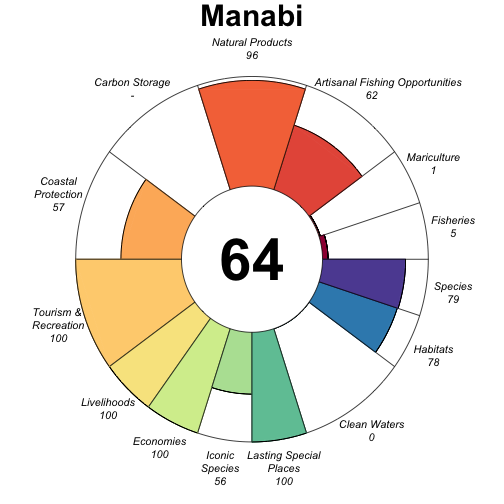 Manabi
Natural Products
96
Carbon Storage
-
Artisanal Fishing Opportunities
62
Mariculture
1
Coastal
Protection
57
Fisheries
5
64
Species
79
Tourism &
Recreation
100
Habitats
78
Livelihoods
100
Clean Waters
0
Economies
100
Iconic
Species
56
Lasting Special
Places
100